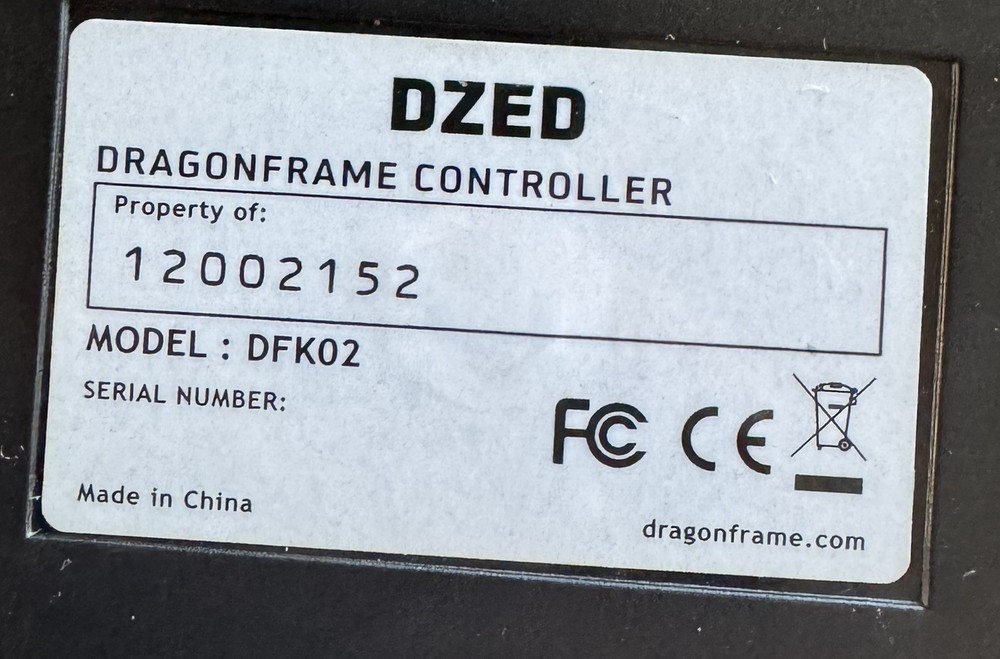 DZED
DRAGONFRAME CONTROLLER
Property of:
12002152
MODEL : DFK02
SERIAL NUMBER:
FC CE
Made in China
dragonframe.com